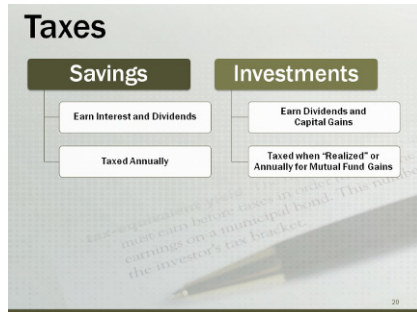 Taxes
Savings
Earn Interest and Dividends
Taxed Annually
Investments
Earn Dividends and
Capital Gains
Taxed when "Realized" or
Annually for Mutual Fund Gains
must earn before taxes in order
earnings on a municipal bond. This
the investor's tax bracket.
20